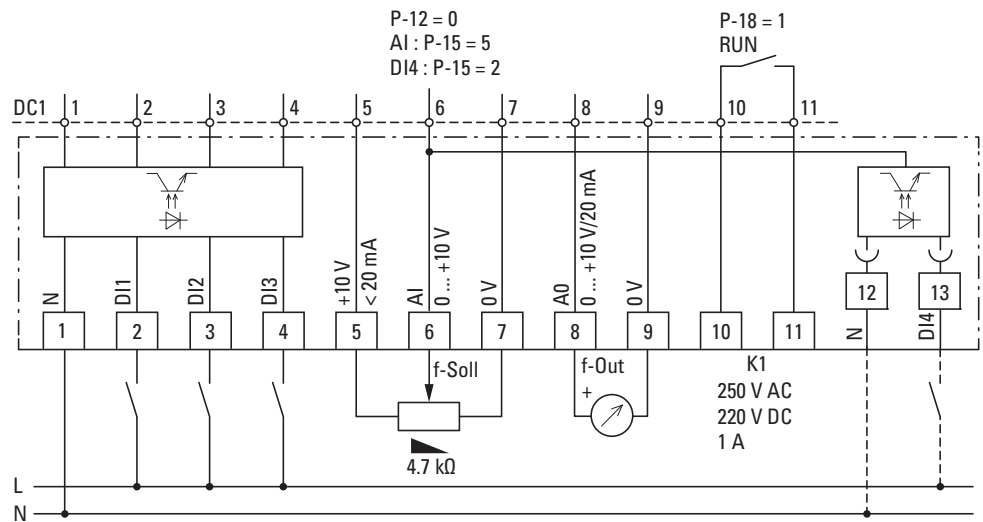 P-12 = 0
AI : P-15 = 5
DI4 : P-15 = 2
P-18 = 1
RUN
DC1 1 2 3 4 5 6 7 8 9 10 11
N
DI1
DI2
DI3
+10 V
< 20 mA
AI
0 ... +10 V
0 V
A0
0 ... +10 V/20 mA
0 V
12 13
N
DI4
1 2 3 4 5 6 7 8 9 10 11
f-Soll
4.7 kΩ
f-Out
+
K1
250 V AC
220 V DC
1 A
L
N